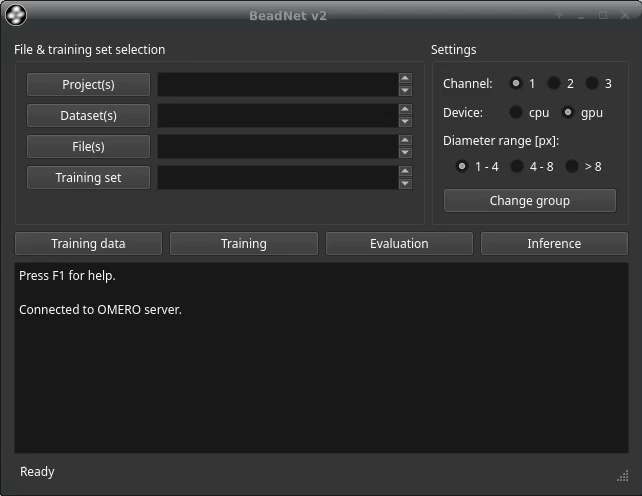 BeadNet v2
File & training set selection
Settings
Project(s)
Channel: 1 2 3
Dataset(s)
Device: cpu gpu
File(s)
Diameter range [px]:
Training set
1 - 4 4 - 8 > 8
Change group
Training data Training Evaluation Inference
Press F1 for help.
Connected to OMERO server.
Ready